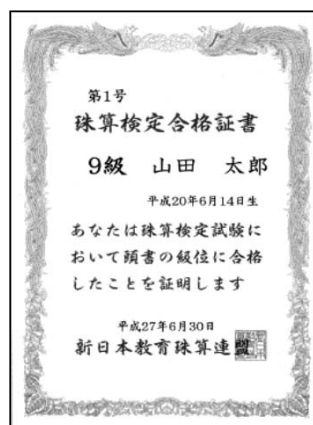 第1号
珠算検定合格証書
9級 山田 太郎
平成20年6月14日生
あなたは珠算検定試験に
おいて頭書の級位に合格
したことを証明します
平成27年6月30日
新日本教育珠算連